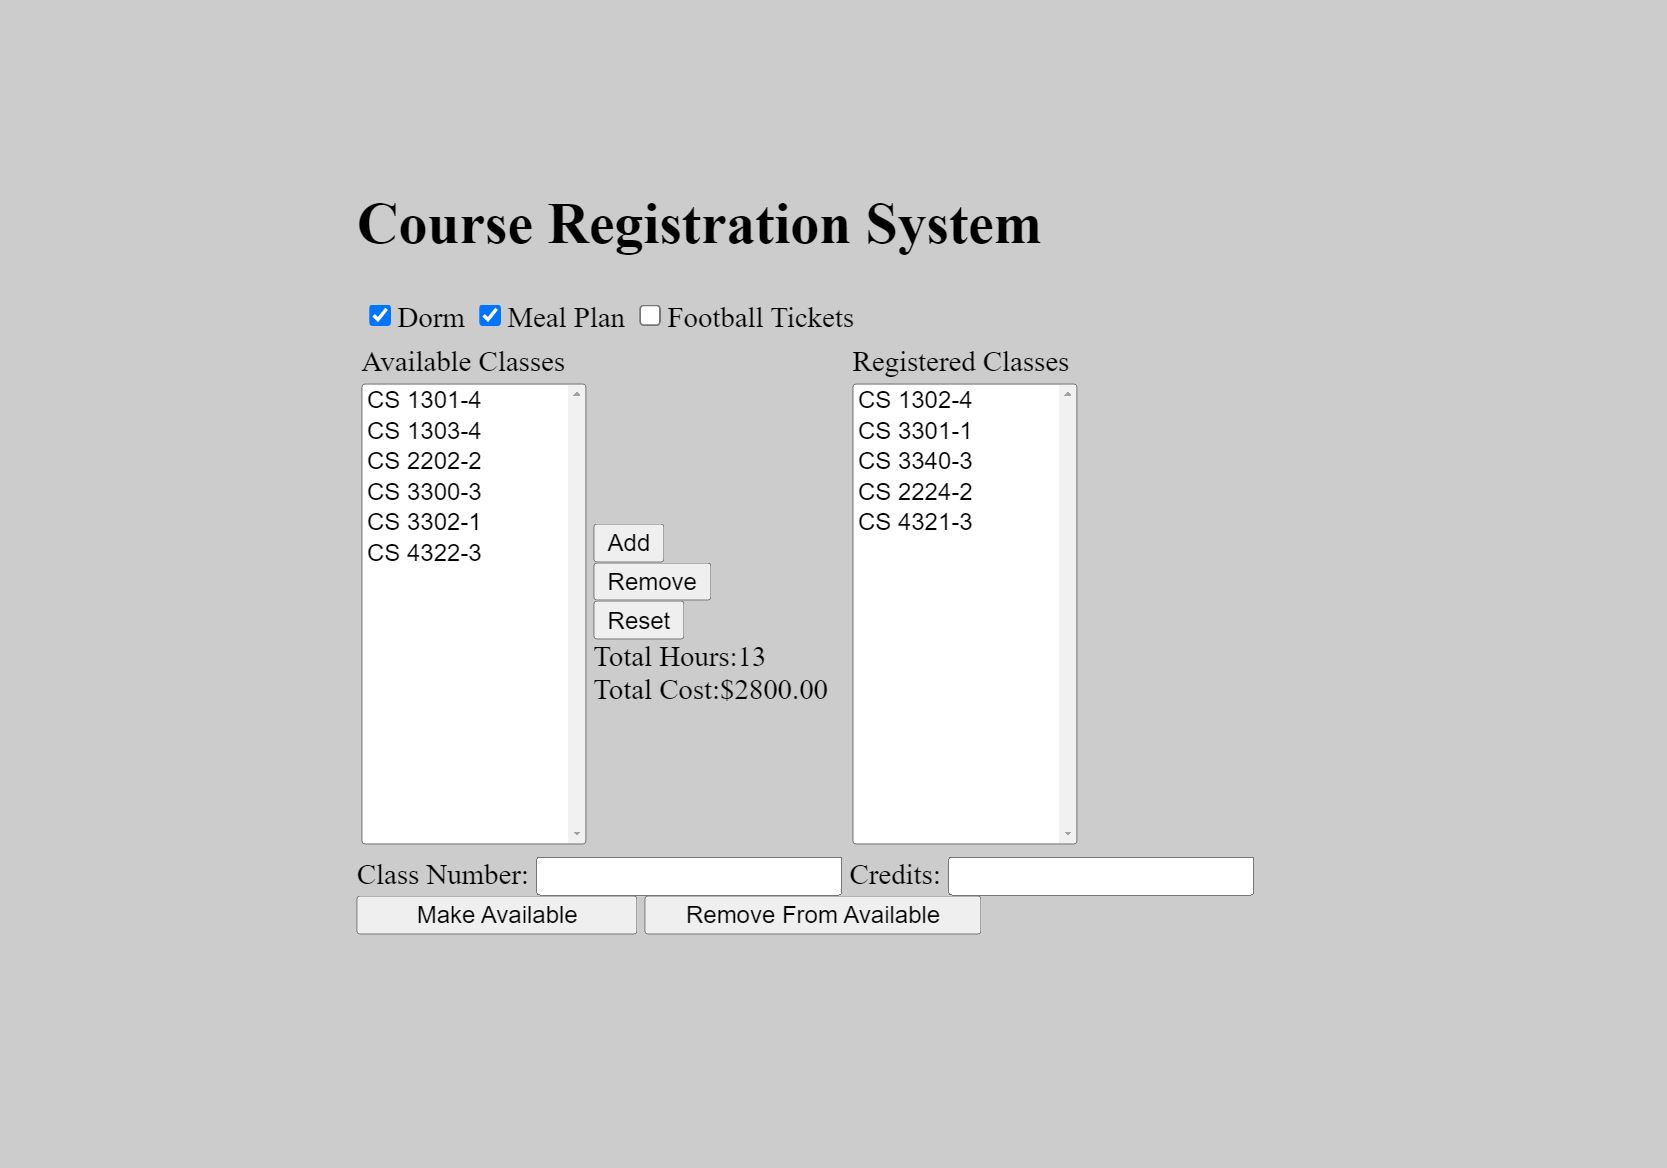 Course Registration System
Dorm Meal Plan Football Tickets
Available Classes
CS 1301-4
CS 1303-4
CS 2202-2
CS 3300-3
CS 3302-1
CS 4322-3
Add
Remove
Reset
Total Hours:13
Total Cost:$2800.00
Registered Classes
CS 1302-4
CS 3301-1
CS 3340-3
CS 2224-2
CS 4321-3
Class Number: Credits:
Make Available Remove From Available